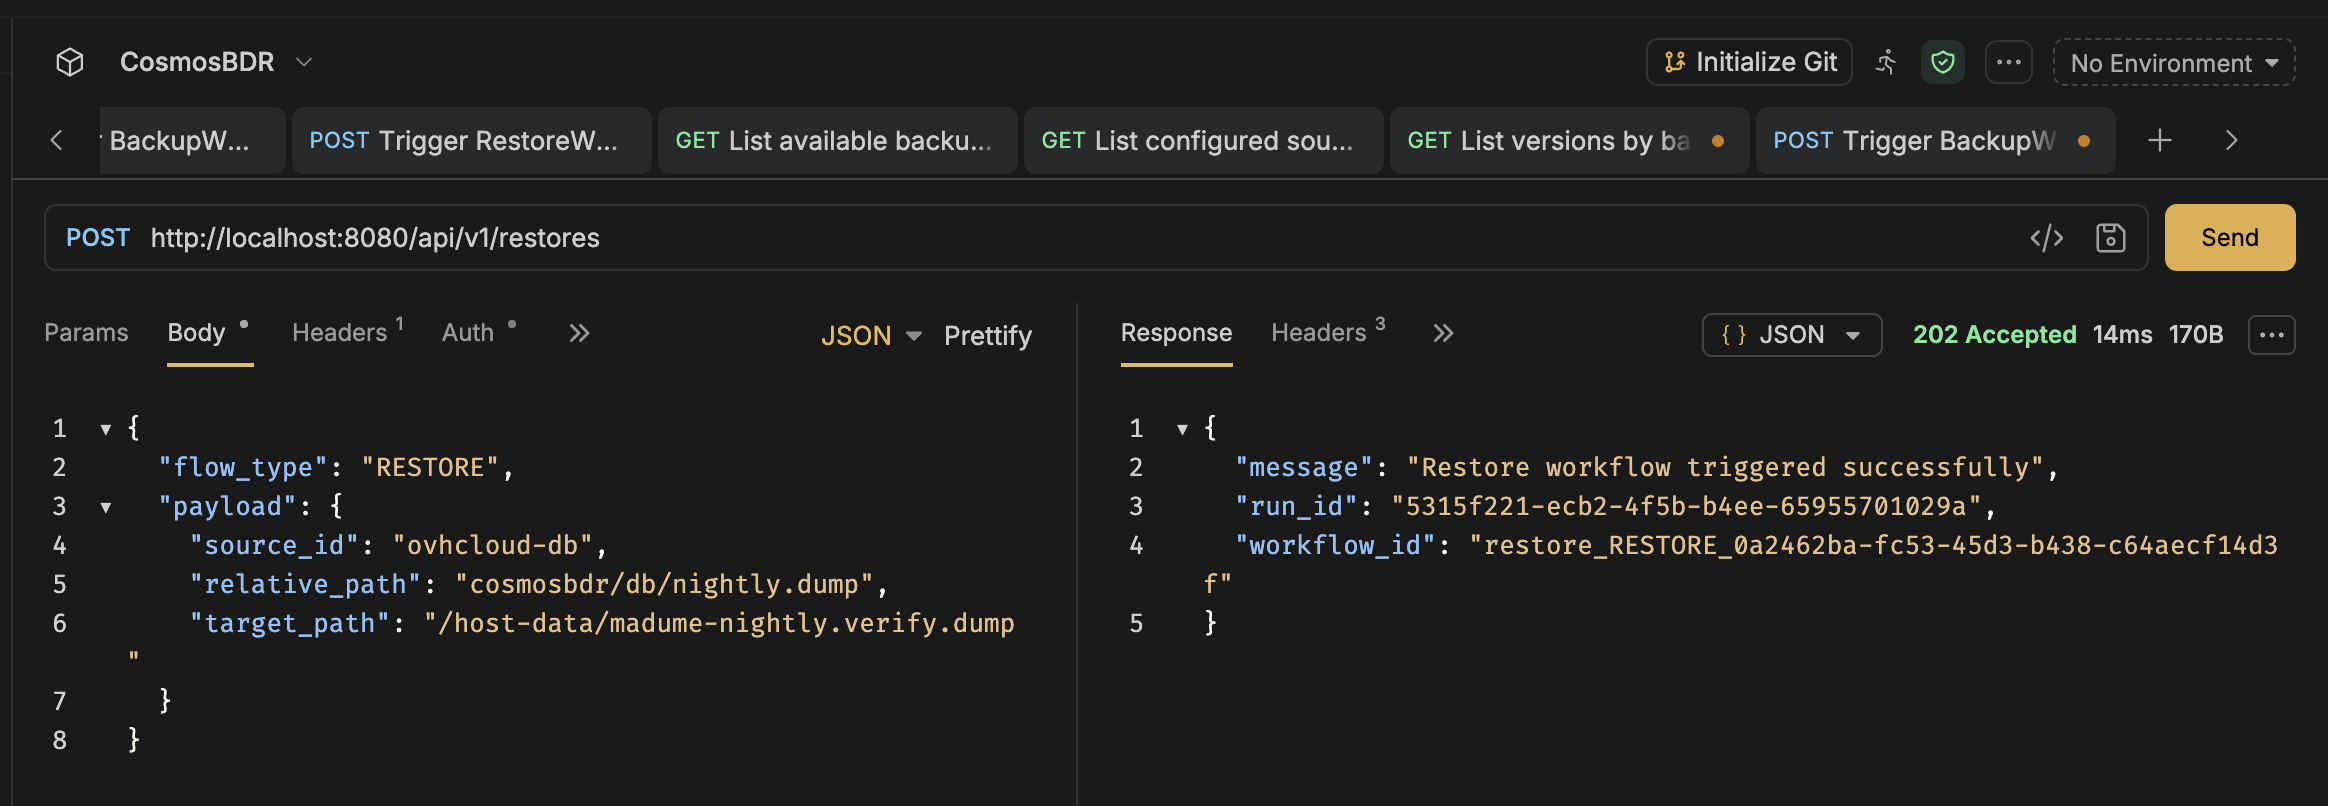 CosmosBDR
Initialize Git
No Environment
BackupW...
POST Trigger RestoreW...
GET List available backu...
GET List configured sou...
GET List versions by ba
POST Trigger BackupW
POST http://localhost:8080/api/v1/restores
Send
Params Body Headers 1 Auth
JSON Prettify
1 {
2 "flow_type": "RESTORE",
3 "payload": {
4 "source_id": "ovhcloud-db",
5 "relative_path": "cosmosbdr/db/nightly.dump",
6 "target_path": "/host-data/madume-nightly.verify.dump
"
7 }
8 }
Response Headers 3
{ } JSON 202 Accepted 14ms 170B
1 {
2 "message": "Restore workflow triggered successfully",
3 "run_id": "5315f221-ecb2-4f5b-b4ee-65955701029a",
4 "workflow_id": "restore_RESTORE_0a2462ba-fc53-45d3-b438-c64aecf14d3
f"
5 }